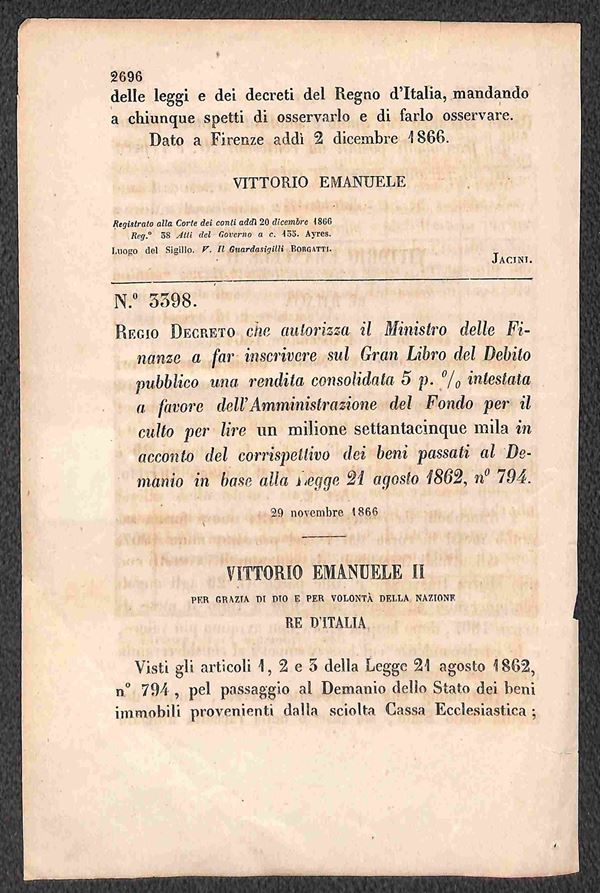 2696
delle leggi e dei decreti del Regno d'Italia, mandando
a chiunque spetti di osservarlo e di farlo osservare.
Dato a Firenze addì 2 dicembre 1866.
VITTORIO EMANUELE
Registrato alla Corte dei conti addì 20 dicembre 1866
Reg.º 38 Atti del Governo a c. 155. Ayres.
Luogo del Sigillo. V. Il Guardasigilli BORGATTI.
JACINI.
N.º 3398.
REGIO DECRETO che autorizza il Ministro delle Fi-
nanze a far inscrivere sul Gran Libro del Debito
pubblico una rendita consolidata 5 p. % intestata
a favore dell'Amministrazione del Fondo per il
culto per lire un milione settantacinque mila in
acconto del corrispettivo dei beni passati al De-
manio in base alla Legge 21 agosto 1862, nº 794.
29 novembre 1866
VITTORIO EMANUELE II
PER GRAZIA DI DIO E PER VOLONTÀ DELLA NAZIONE
RE D'ITALIA
Visti gli articoli 1, 2 e 3 della Legge 21 agosto 1862,
nº 794, pel passaggio al Demanio dello Stato dei beni
immobili provenienti dalla sciolta Cassa Ecclesiastica;